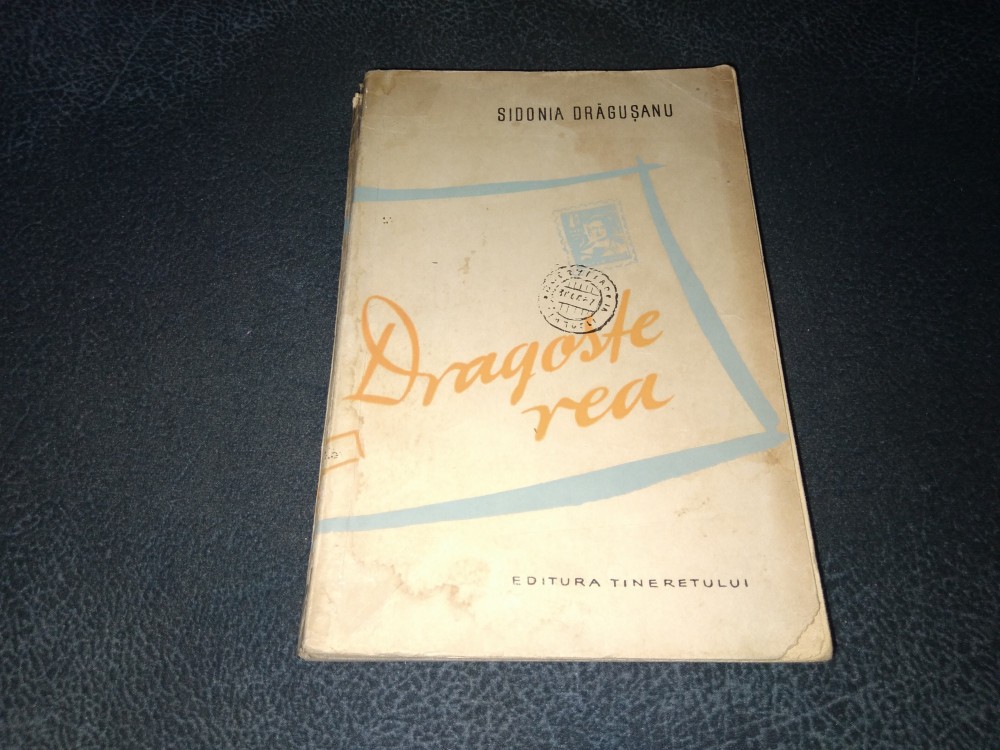 SIDONIA DRĂGUȘANU
Dragoste
rea
EDITURA TINERETULUI